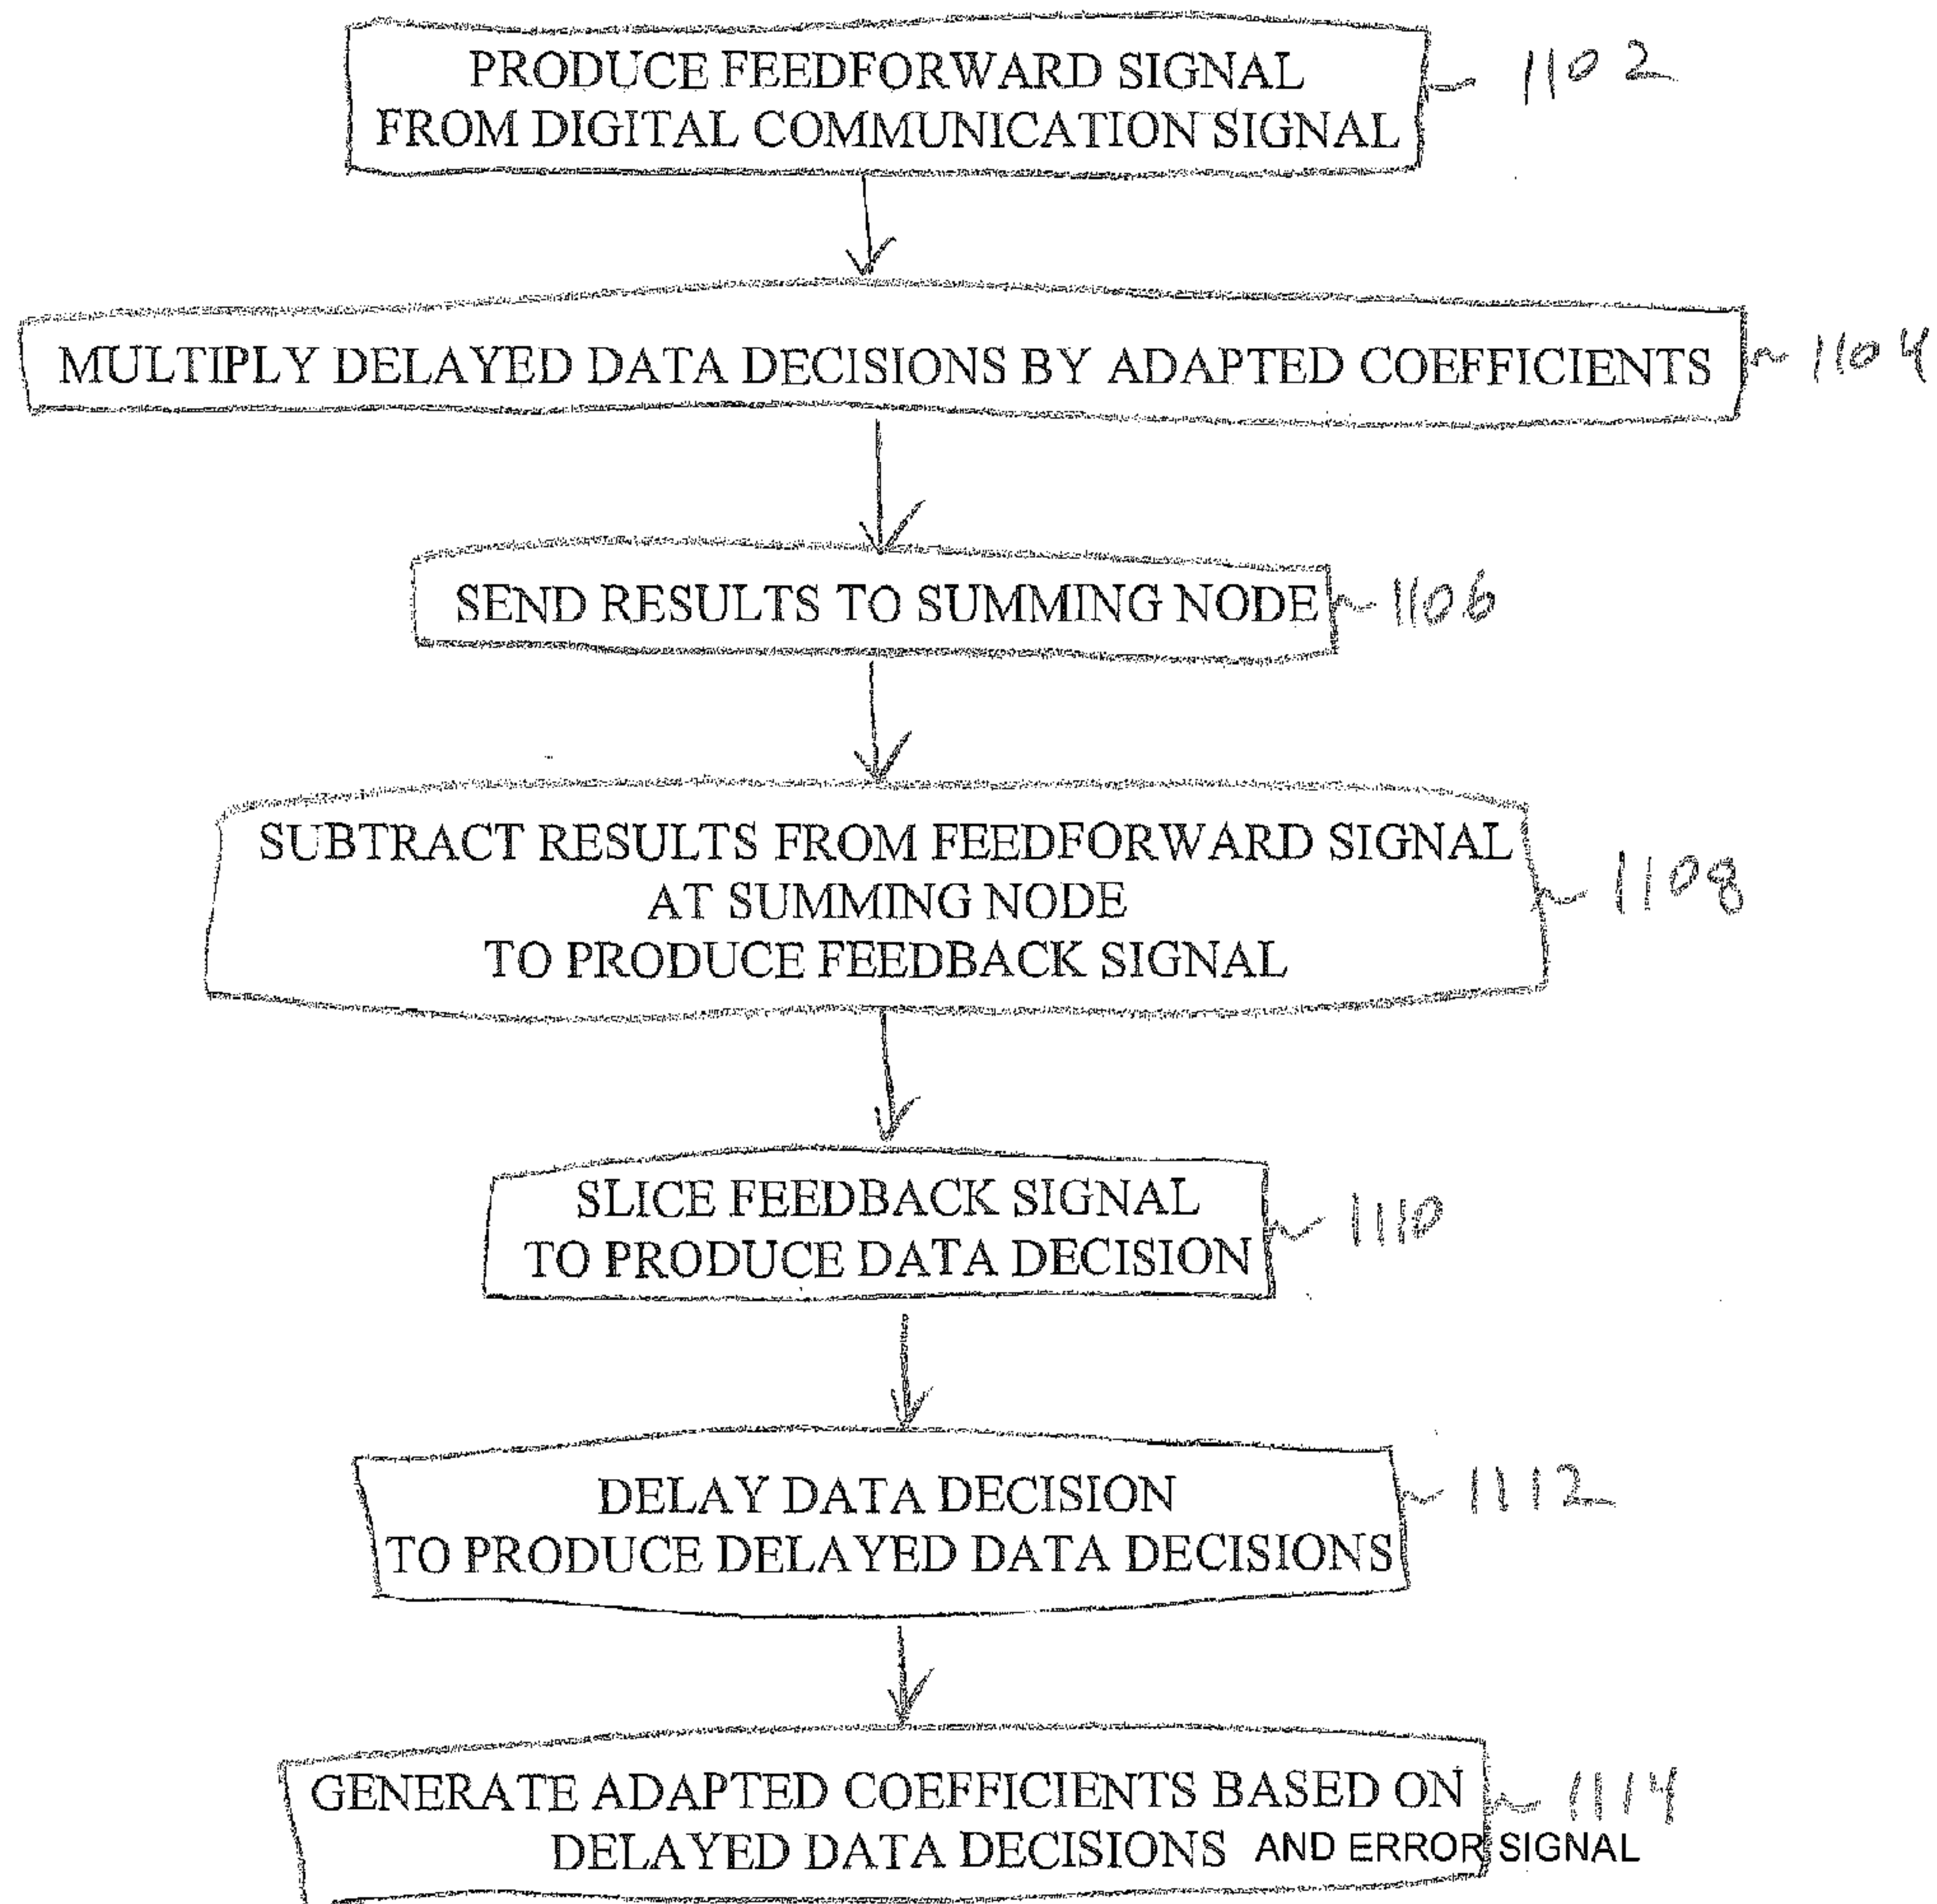 PRODUCE FEEDFORWARD SIGNAL
FROM DIGITAL COMMUNICATION SIGNAL
1102
MULTIPLY DELAYED DATA DECISIONS BY ADAPTED COEFFICIENTS
1104
SEND RESULTS TO SUMMING NODE
1106
SUBTRACT RESULTS FROM FEEDFORWARD SIGNAL
AT SUMMING NODE
TO PRODUCE FEEDBACK SIGNAL
1108
SLICE FEEDBACK SIGNAL
TO PRODUCE DATA DECISION
1110
DELAY DATA DECISION
TO PRODUCE DELAYED DATA DECISIONS
1112
GENERATE ADAPTED COEFFICIENTS BASED ON
DELAYED DATA DECISIONS AND ERROR SIGNAL
1114